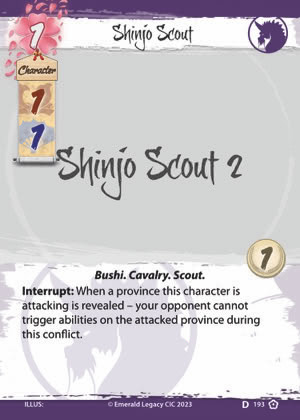 1
Shinjo Scout
Character
1
1
Shinjo Scout 2
1
Bushi. Cavalry. Scout.
Interrupt: When a province this character is
attacking is revealed – your opponent cannot
trigger abilities on the attacked province during
this conflict.
ILLUS: © Emerald Legacy CIC 2023 D 193